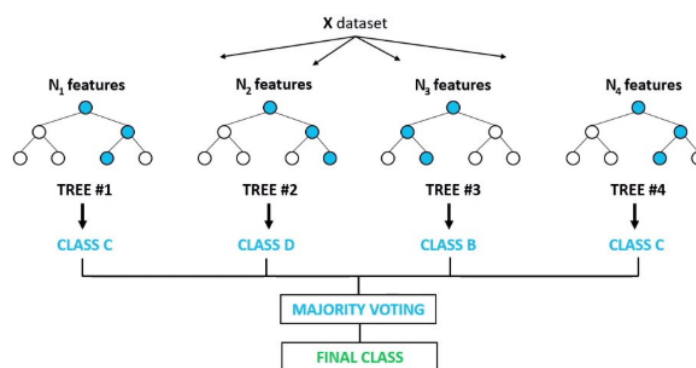 X dataset
N₁ features N₂ features N₃ features N₄ features
TREE #1 TREE #2 TREE #3 TREE #4
CLASS C CLASS D CLASS B CLASS C
MAJORITY VOTING
FINAL CLASS